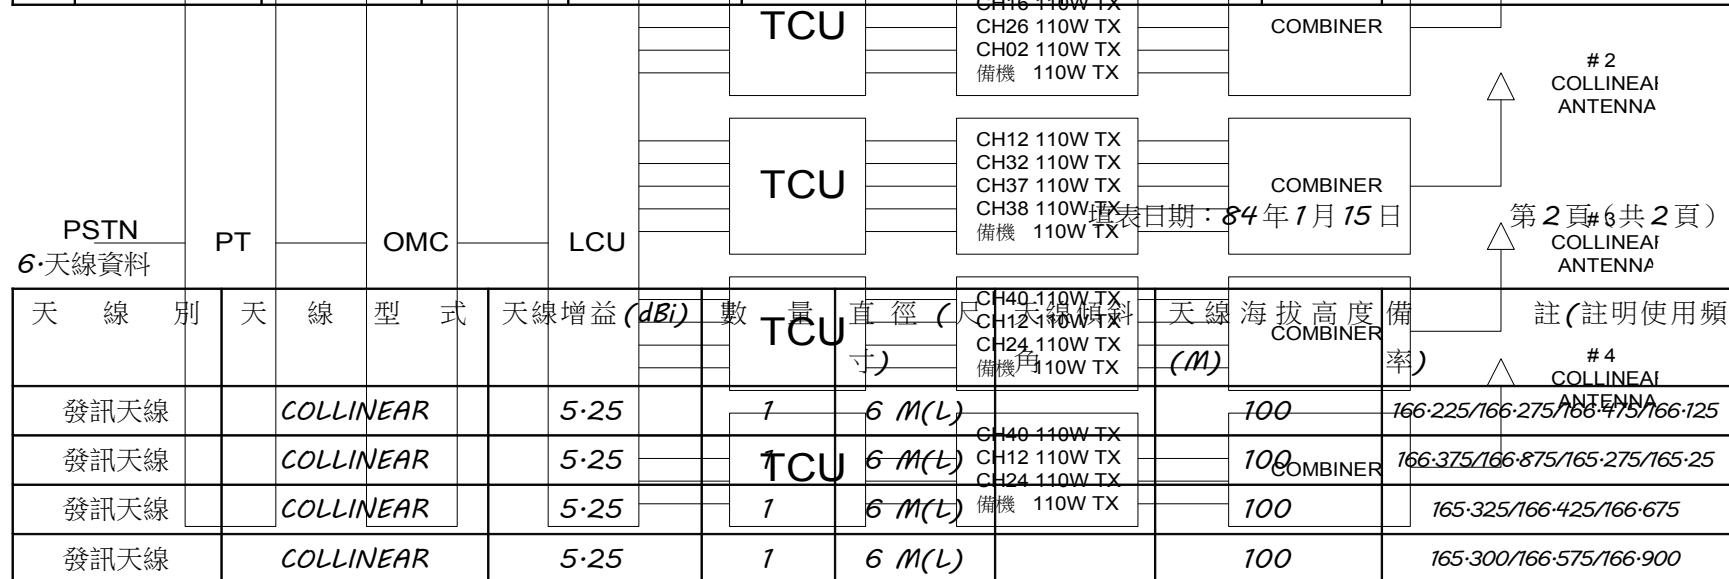 CH16 110W TX
TCU
CH26 110W TX
COMBINER
CH02 110W TX
備機 110W TX
# 2
COLLINEAR
ANTENNA
CH12 110W TX
CH32 110W TX
TCU
CH37 110W TX
COMBINER
CH38 110W TX
備機 110W TX
填表日期：84年1月15日
第2頁(共2頁)
PSTN
PT
OMC
LCU
# 3
COLLINEAR
ANTENNA
6·天線資料
天線別 天線型式 天線增益(dBi) 數量 直徑(尺寸) 天線傾斜角 天線海拔高度(M) 備註(註明使用頻率)
CH40 110W TX
TCU
CH12 110W TX
COMBINER
CH24 110W TX
備機 110W TX
# 4
COLLINEAR
ANTENNA
發訊天線 COLLINEAR 5·25 1 6 M(L) 100 166·225/166·275/166·475/166·125
CH40 110W TX
TCU
CH12 110W TX
COMBINER
CH24 110W TX
備機 110W TX
發訊天線 COLLINEAR 5·25 1 6 M(L) 100 166·375/166·875/165·275/165·25
發訊天線 COLLINEAR 5·25 1 6 M(L) 100 165·325/166·425/166·675
發訊天線 COLLINEAR 5·25 1 6 M(L) 100 165·300/166·575/166·900